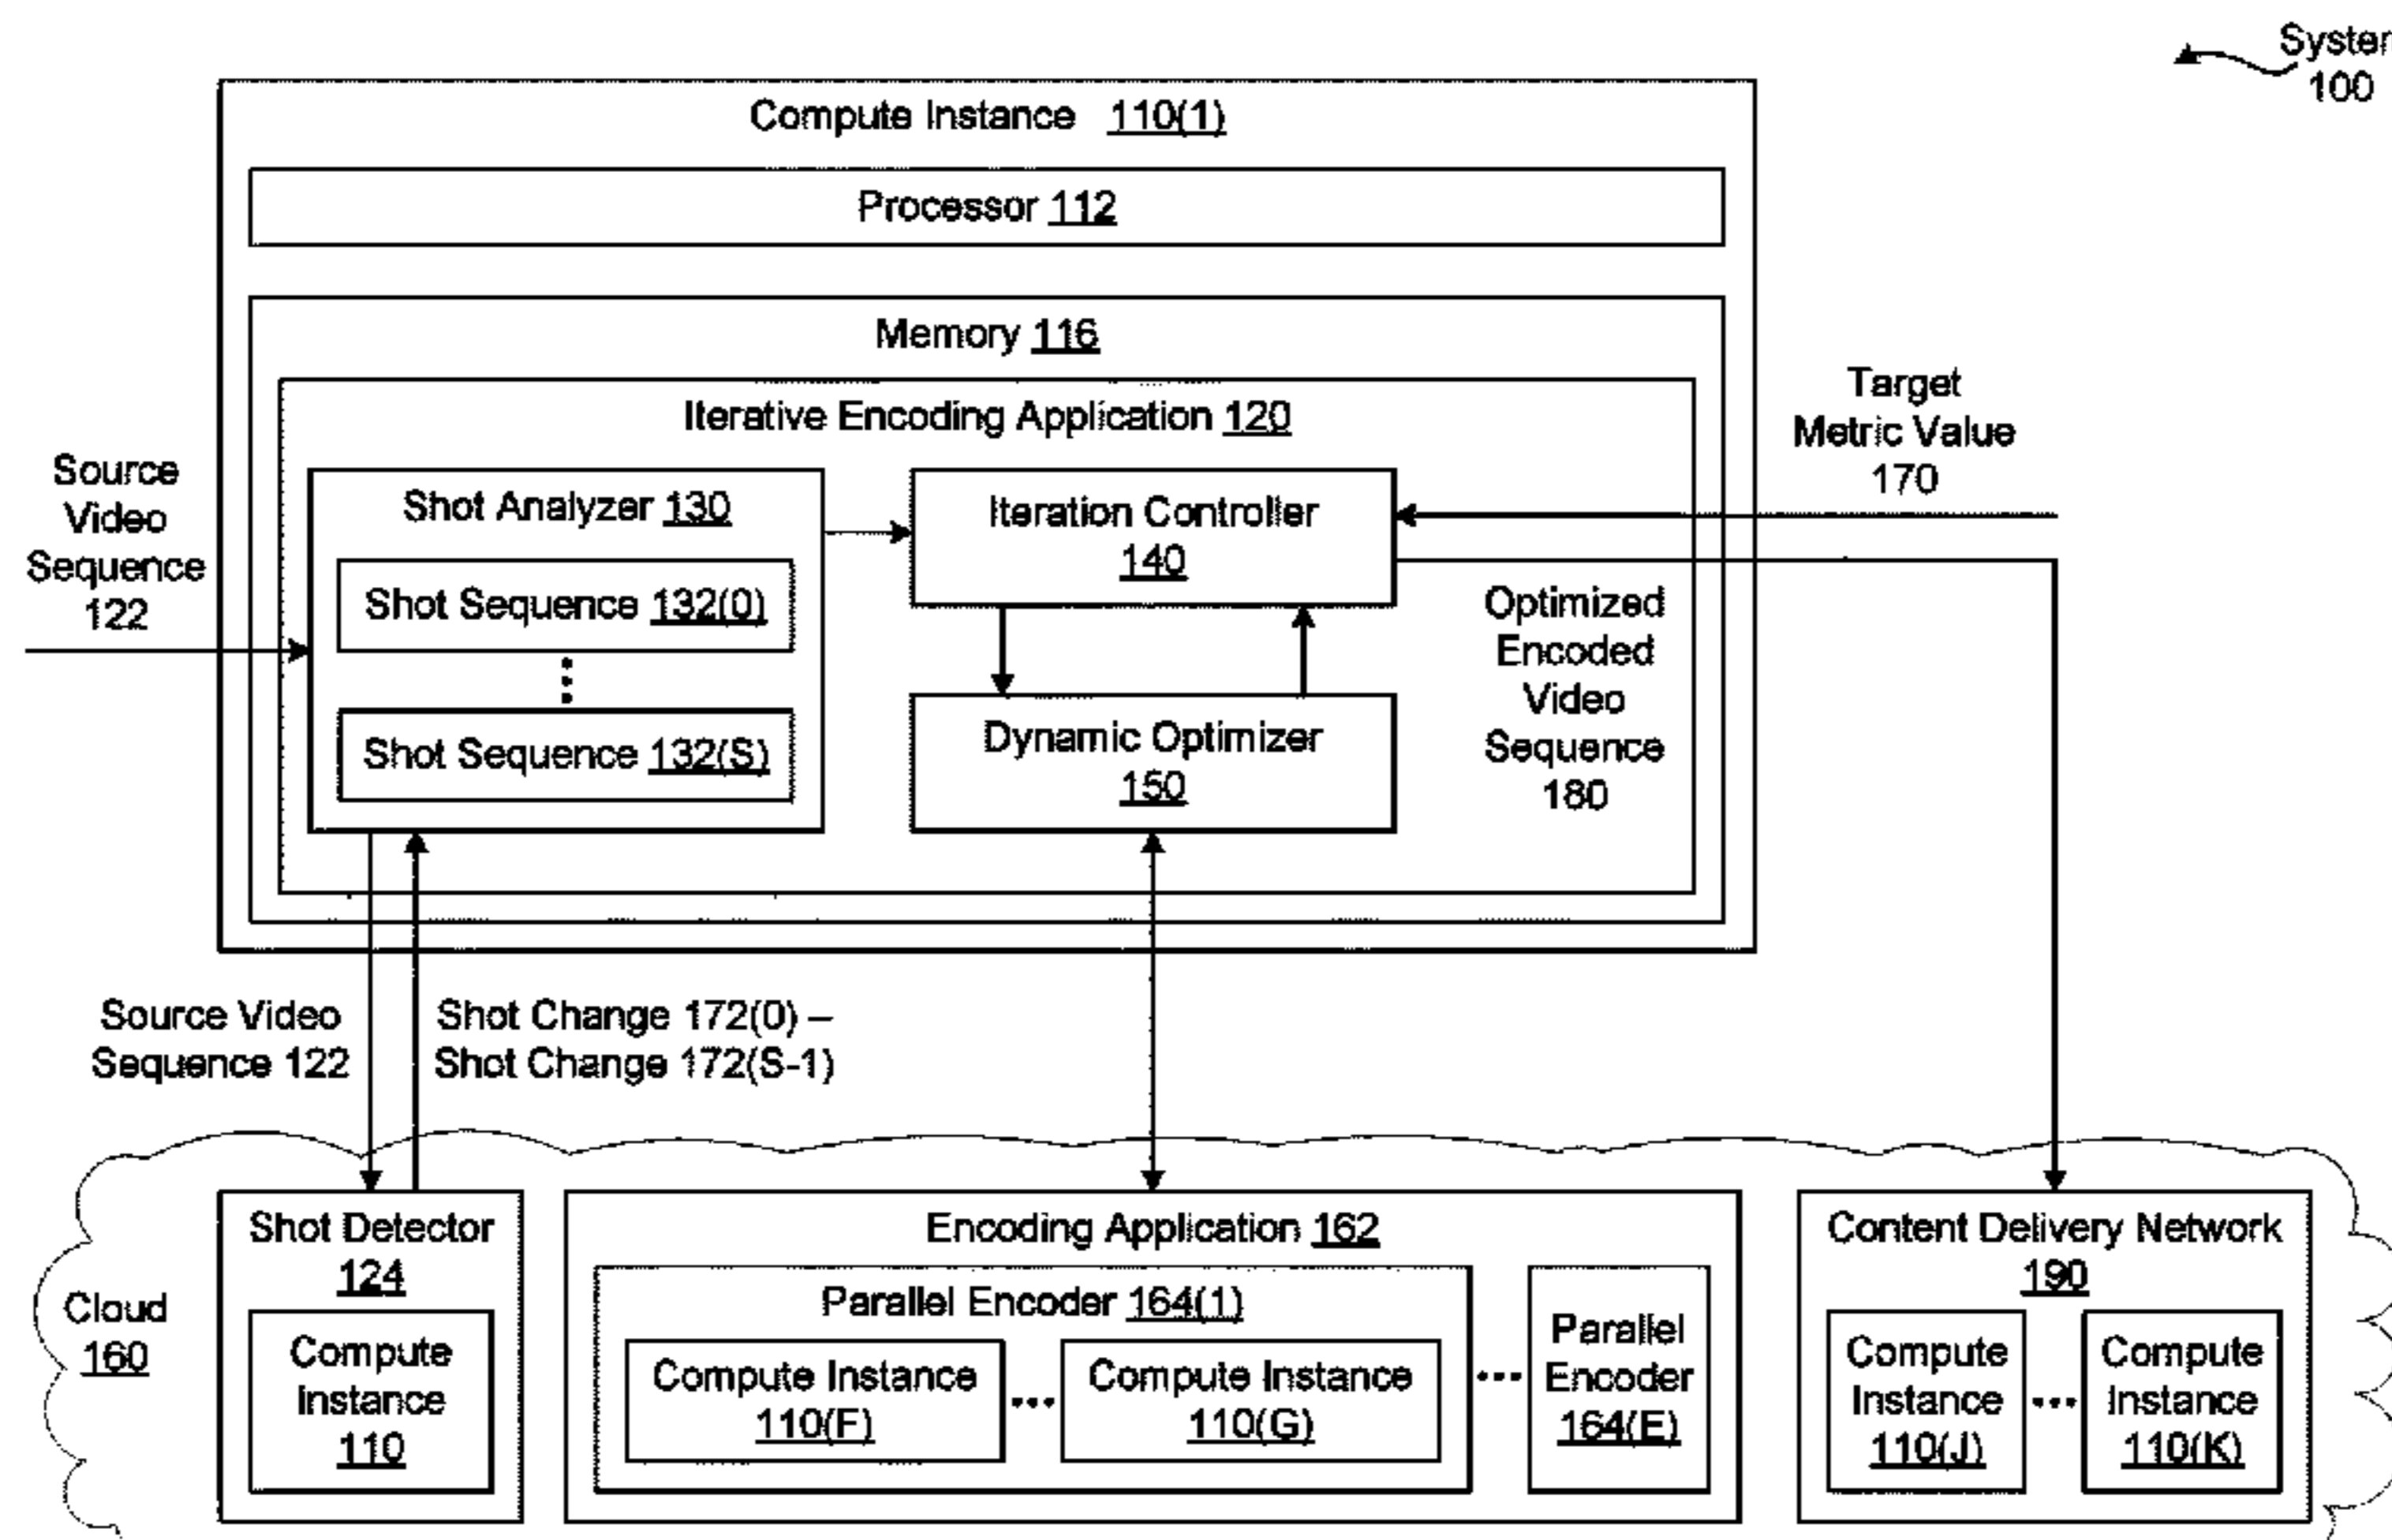 Syster
100
Compute Instance 110(1)
Processor 112
Memory 116
Iterative Encoding Application 120
Target
Metric Value
170
Source
Video
Sequence
122
Shot Analyzer 130
Shot Sequence 132(0)
Shot Sequence 132(S)
Iteration Controller
140
Dynamic Optimizer
150
Optimized
Encoded
Video
Sequence
180
Source Video
Sequence 122
Shot Change 172(0) –
Shot Change 172(S-1)
Cloud
160
Shot Detector
124
Compute
Instance
110
Encoding Application 162
Parallel Encoder 164(1)
Compute Instance
110(F)
...
Compute Instance
110(G)
...
Parallel
Encoder
164(E)
Content Delivery Network
190
Compute
Instance
110(J)
...
Compute
Instance
110(K)